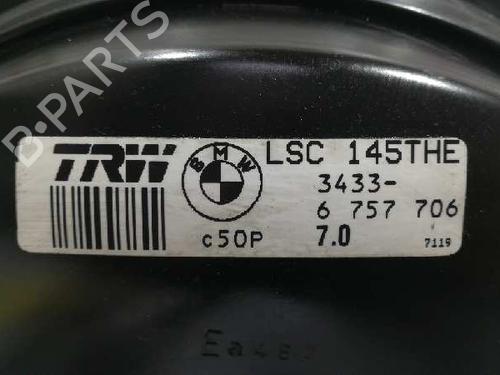 B-PARTS
TRW
BMW
LSC 145THE
3433-
6 757 706
c50P
7.0
7119